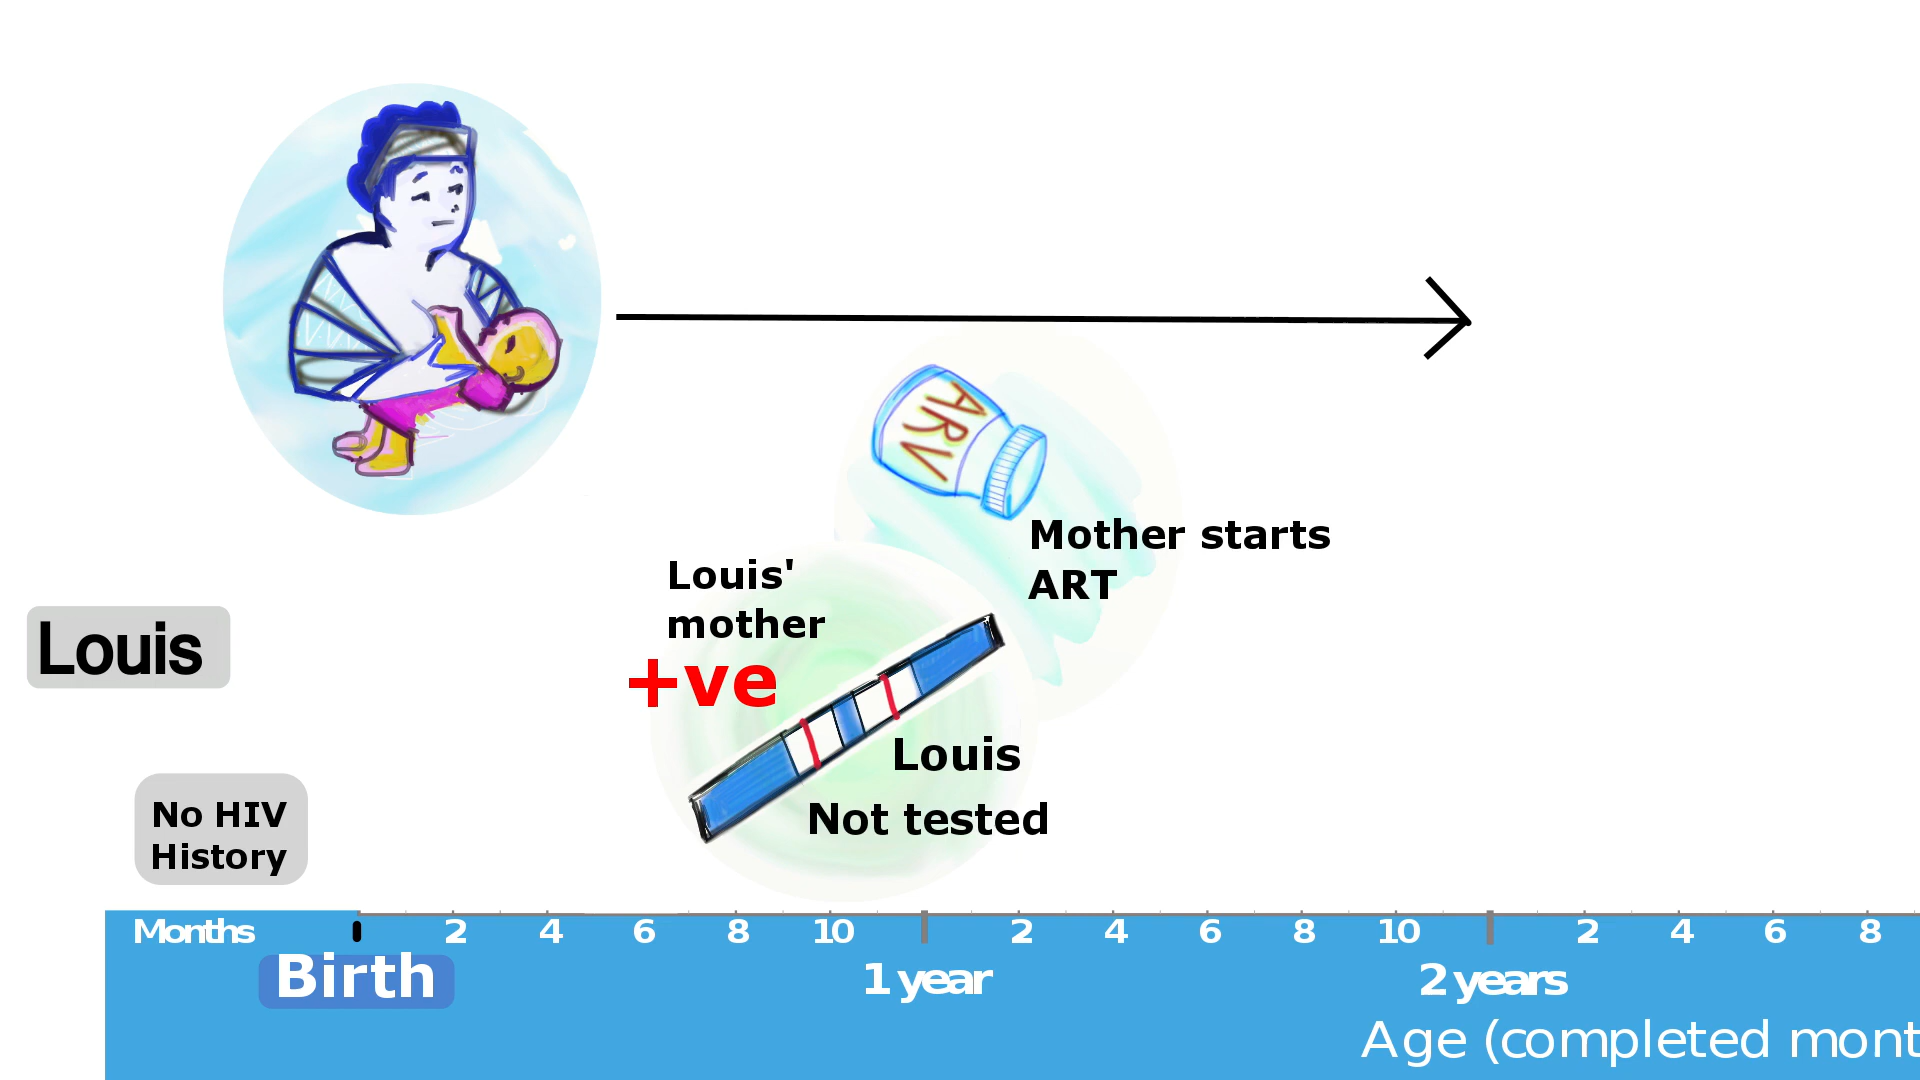 ARV
Mother starts
ART
Louis'
mother
+ve
Louis
Louis
Not tested
No HIV
History
Months 2 4 6 8 10 2 4 6 8 10 2 4 6 8
Birth
1 year
2 years
Age (completed mont